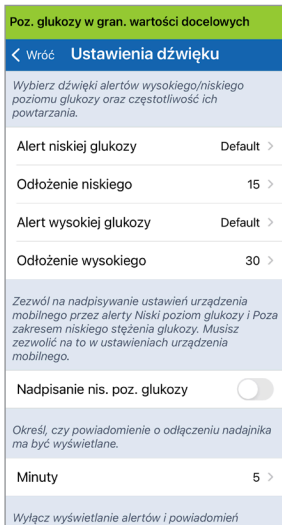 Poz. glukozy w gran. wartości docelowych
Wróć Ustawienia dźwięku
Wybierz dźwięki alertów wysokiego/niskiego
poziomu glukozy oraz częstotliwość ich
powtarzania.
Alert niskiej glukozy Default
Odłożenie niskiego 15
Alert wysokiej glukozy Default
Odłożenie wysokiego 30
Zezwól na nadpisywanie ustawień urządzenia
mobilnego przez alerty Niski poziom glukozy i Poza
zakresem niskiego stężenia glukozy. Musisz
zezwolić na to w ustawieniach urządzenia
mobilnego.
Nadpisanie nis. poz. glukozy
Określ, czy powiadomienie o odłączeniu nadajnika
ma być wyświetlane.
Minuty 5
Wyłącz wyświetlanie alertów i powiadomień